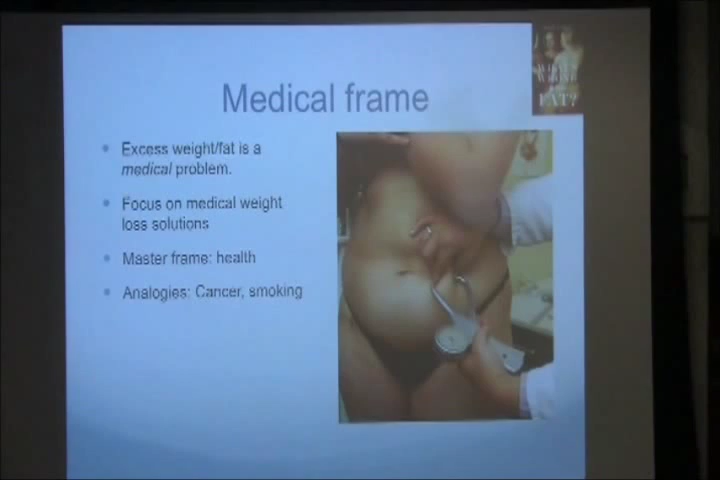 Medical frame
Excess weight/fat is a
medical problem.
Focus on medical weight
loss solutions
Master frame: health
Analogies: Cancer, smoking
FAT?